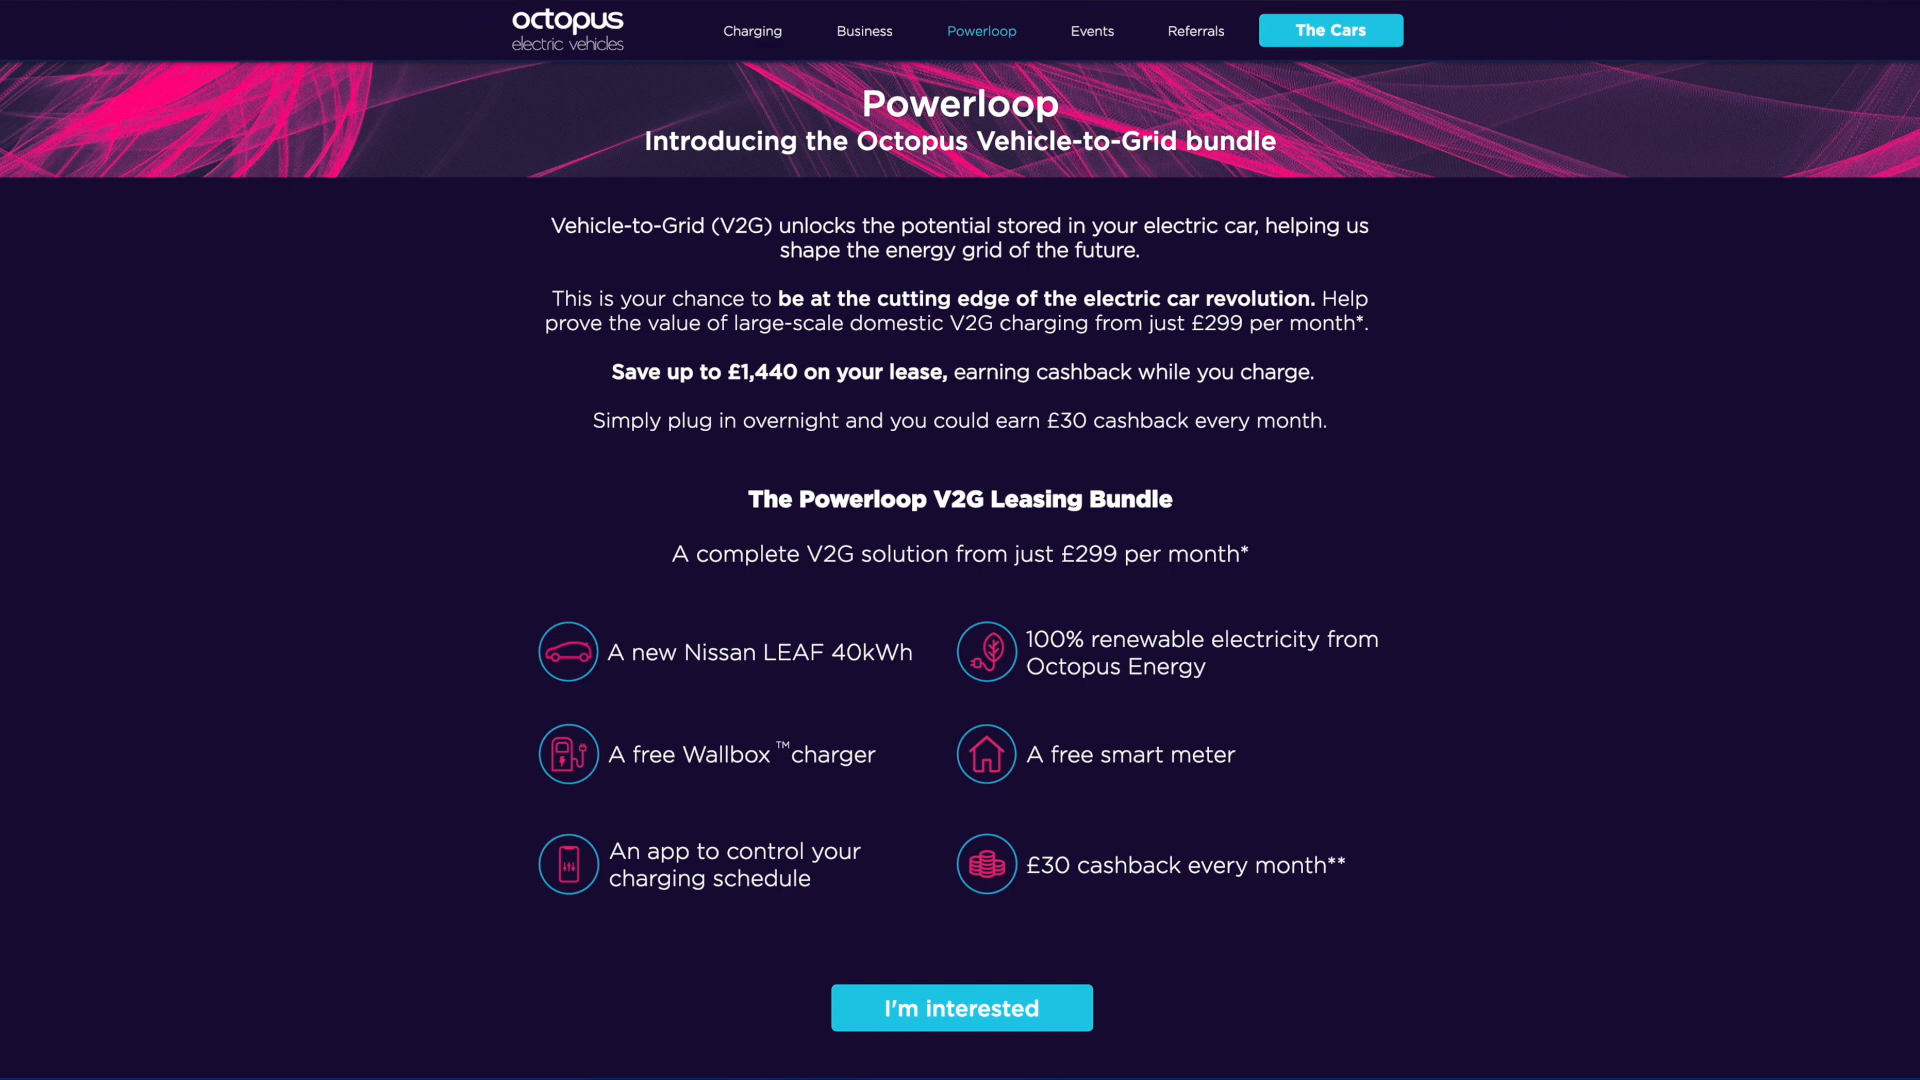 octopus
electric vehicles
Charging
Business
Powerloop
Events
Referrals
The Cars
Powerloop
Introducing the Octopus Vehicle-to-Grid bundle
Vehicle-to-Grid (V2G) unlocks the potential stored in your electric car, helping us
shape the energy grid of the future.
This is your chance to be at the cutting edge of the electric car revolution. Help
prove the value of large-scale domestic V2G charging from just £299 per month*.
Save up to £1,440 on your lease, earning cashback while you charge.
Simply plug in overnight and you could earn £30 cashback every month.
The Powerloop V2G Leasing Bundle
A complete V2G solution from just £299 per month*
A new Nissan LEAF 40kWh
100% renewable electricity from
Octopus Energy
A free Wallbox™charger
A free smart meter
An app to control your
charging schedule
£30 cashback every month**
I'm interested